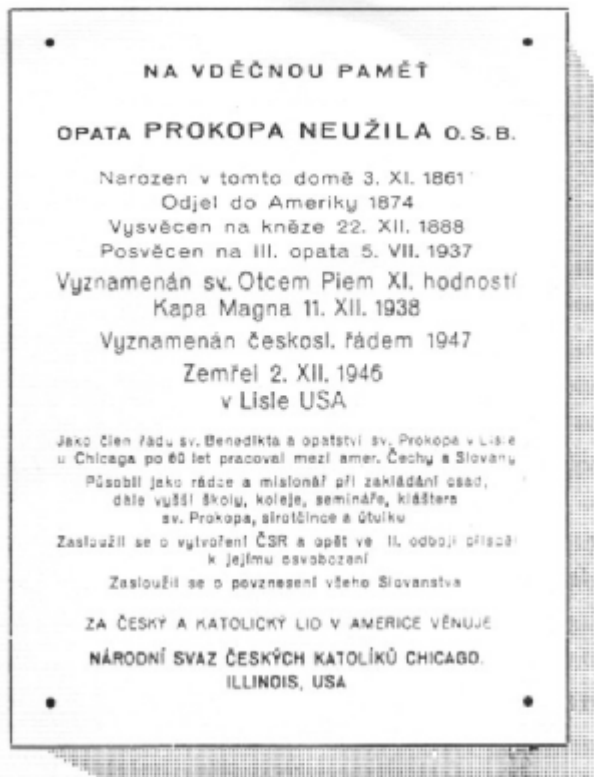 NA VDĚČNOU PAMĚŤ
OPATA PROKOPA NEUŽILA O.S.B.
Narozen v tomto domě 3. XI. 1861
Odjel do Ameriky 1874
Vysvěcen na kněze 22. XII. 1888
Posvěcen na III. opata 5. VII. 1937
Vyznamenán sv. Otcem Piem XI. hodností
Kapa Magna 11. XII. 1938
Vyznamenán českosl. řádem 1947
Zemřel 2. XII. 1946
v Lisle USA
Jako člen řádu sv. Benedikta a opatství sv. Prokopa v Lisle
u Chicaga po 60 let pracoval mezi amer. Čechy a Slovany
Působil jako rádce a misionář při zakládání osad,
dále vyšší školy, koleje, semináře, kláštera
sv. Prokopa, sirotčince a útulku
Zasloužil se o vytvoření ČSR a opět ve II. odboji přispěl
k jejímu osvobození
Zasloužil se o povznesení všeho Slovanstva
ZA ČESKÝ A KATOLICKÝ LID V AMERICE VĚNUJE
NÁRODNÍ SVAZ ČESKÝCH KATOLÍKŮ CHICAGO.
ILLINOIS, USA